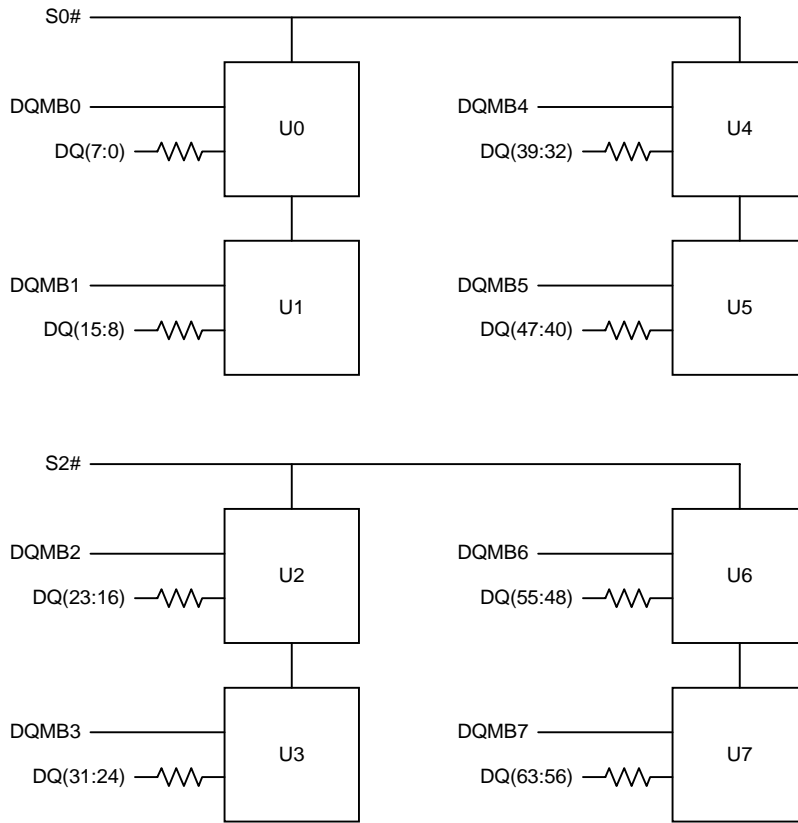 S0#
DQMB0
U0
DQ(7:0)
DQMB4
U4
DQ(39:32)
DQMB1
U1
DQ(15:8)
DQMB5
U5
DQ(47:40)
S2#
DQMB2
U2
DQ(23:16)
DQMB6
U6
DQ(55:48)
DQMB3
U3
DQ(31:24)
DQMB7
U7
DQ(63:56)